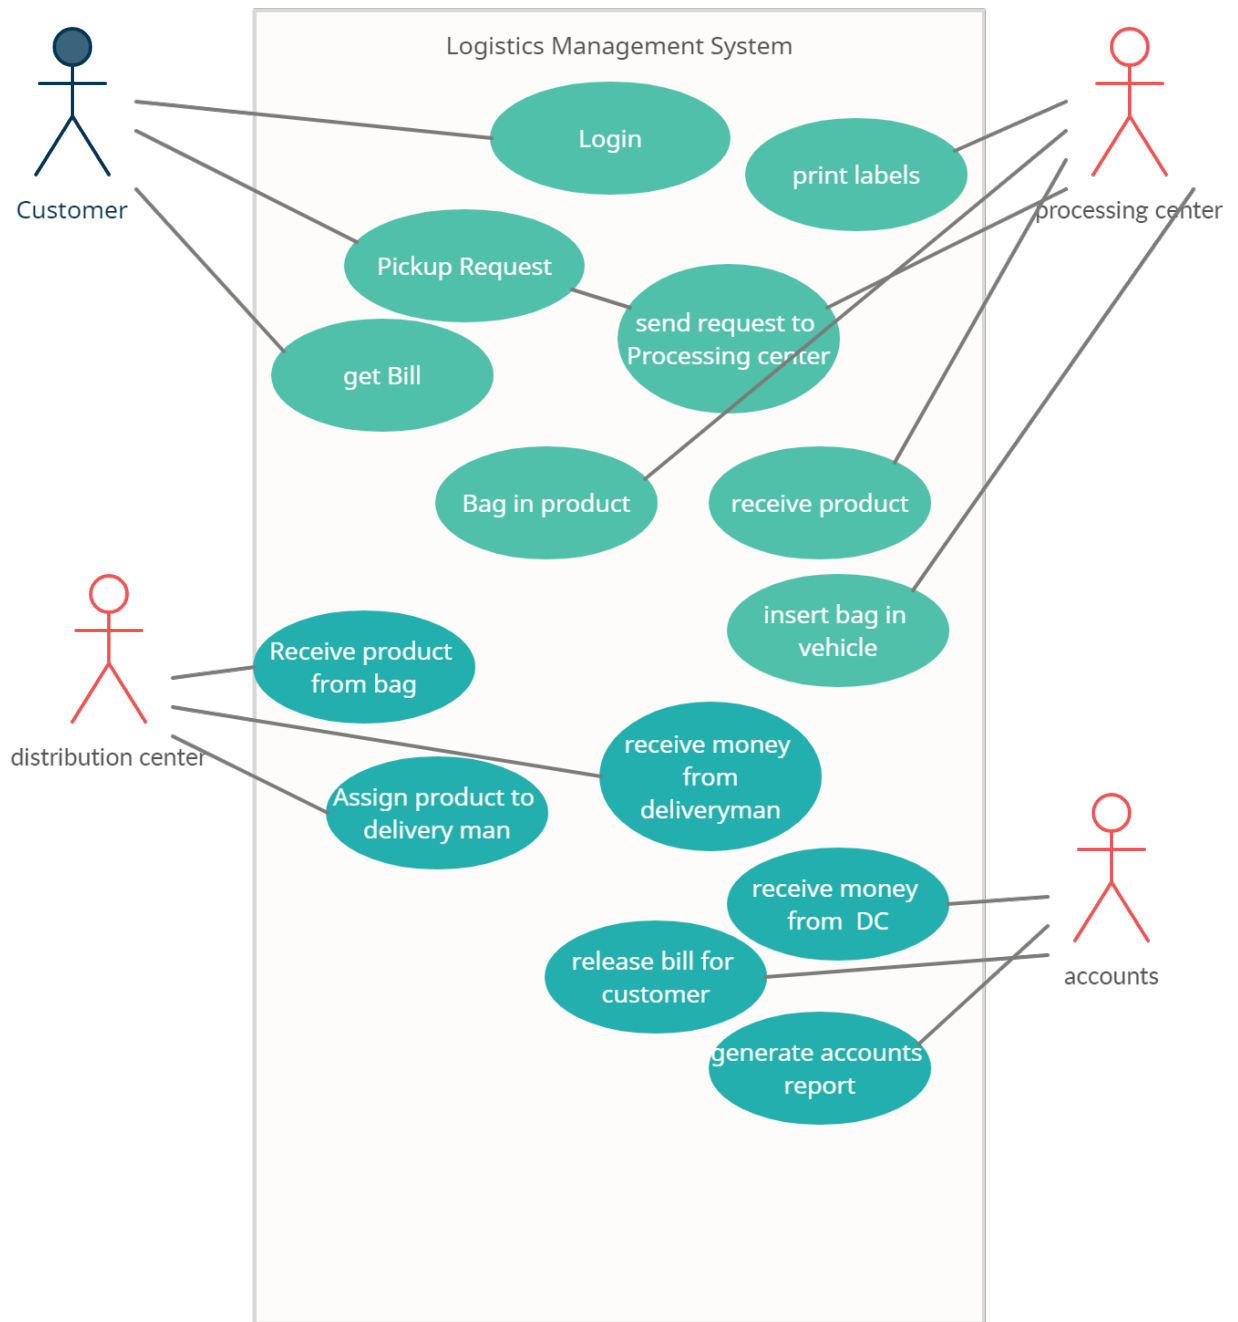 Logistics Management System
Login
print labels
Customer
processing center
Pickup Request
send request to
Processing center
get Bill
Bag in product
receive product
insert bag in
vehicle
Receive product
from bag
distribution center
receive money
from
deliveryman
Assign product to
delivery man
receive money
from  DC
release bill for
customer
accounts
generate accounts
report